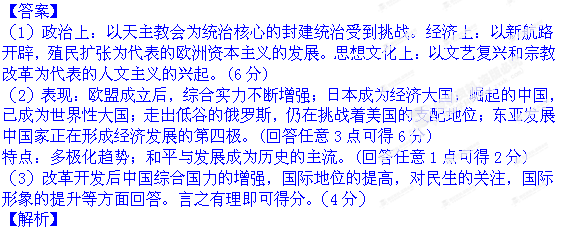 【答案】
（1）政治上：以天主教会为统治核心的封建统治受到挑战。经济上：以新航路
开辟，殖民扩张为代表的欧洲资本主义的发展。思想文化上：以文艺复兴和宗教
改革为代表的人文主义的兴起。（6分）
（2）表现：欧盟成立后，综合实力不断增强；日本成为经济大国；崛起的中国，
已成为世界性大国；走出低谷的俄罗斯，仍在挑战着美国的支配地位；东亚发展
中国家正在形成经济发展的第四极。（回答任意3点可得6分）
特点：多极化趋势；和平与发展成为历史的主流。（回答任意1点可得2分）
（3）改革开发后中国综合国力的增强，国际地位的提高，对民生的关注，国际
形象的提升等方面回答。言之有理即可得分。（4分）
【解析】